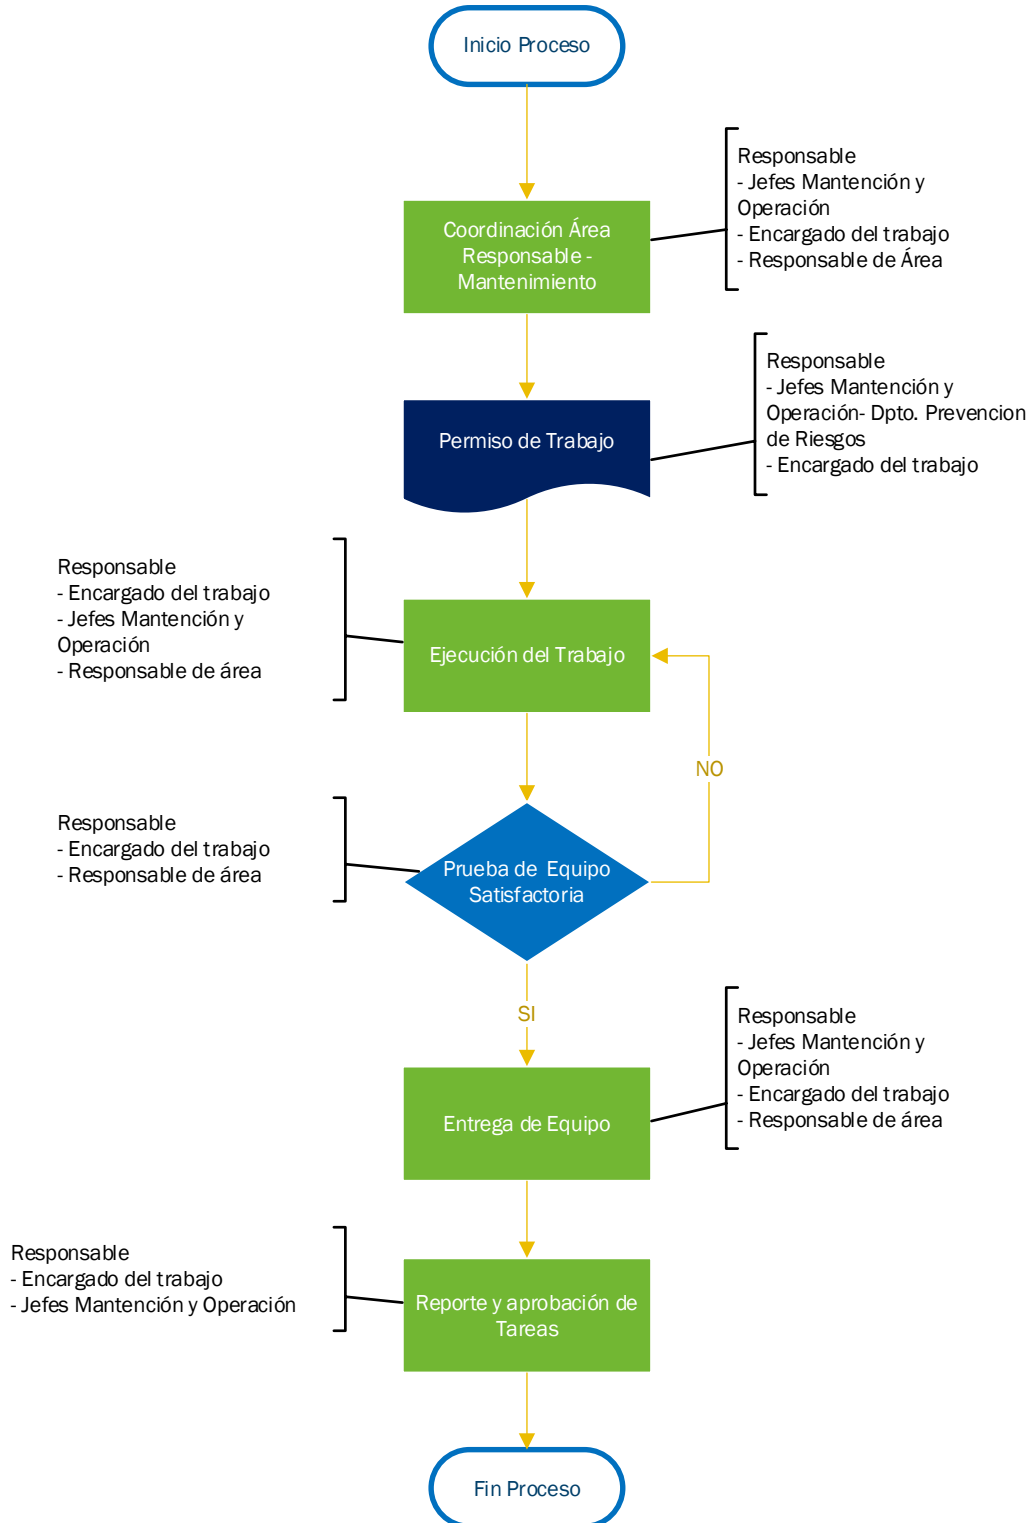 Inicio Proceso
Coordinación Área
Responsable -
Mantenimiento
Responsable
- Jefes Mantención y
Operación
- Encargado del trabajo
- Responsable de Área
Permiso de Trabajo
Responsable
- Jefes Mantención y
Operación- Dpto. Prevencion
de Riesgos
- Encargado del trabajo
Responsable
- Encargado del trabajo
- Jefes Mantención y
Operación
- Responsable de área
Ejecución del Trabajo
NO
Responsable
- Encargado del trabajo
- Responsable de área
Prueba de Equipo
Satisfactoria
SI
Responsable
- Jefes Mantención y
Operación
- Encargado del trabajo
- Responsable de área
Entrega de Equipo
Responsable
- Encargado del trabajo
- Jefes Mantención y Operación
Reporte y aprobación de
Tareas
Fin Proceso